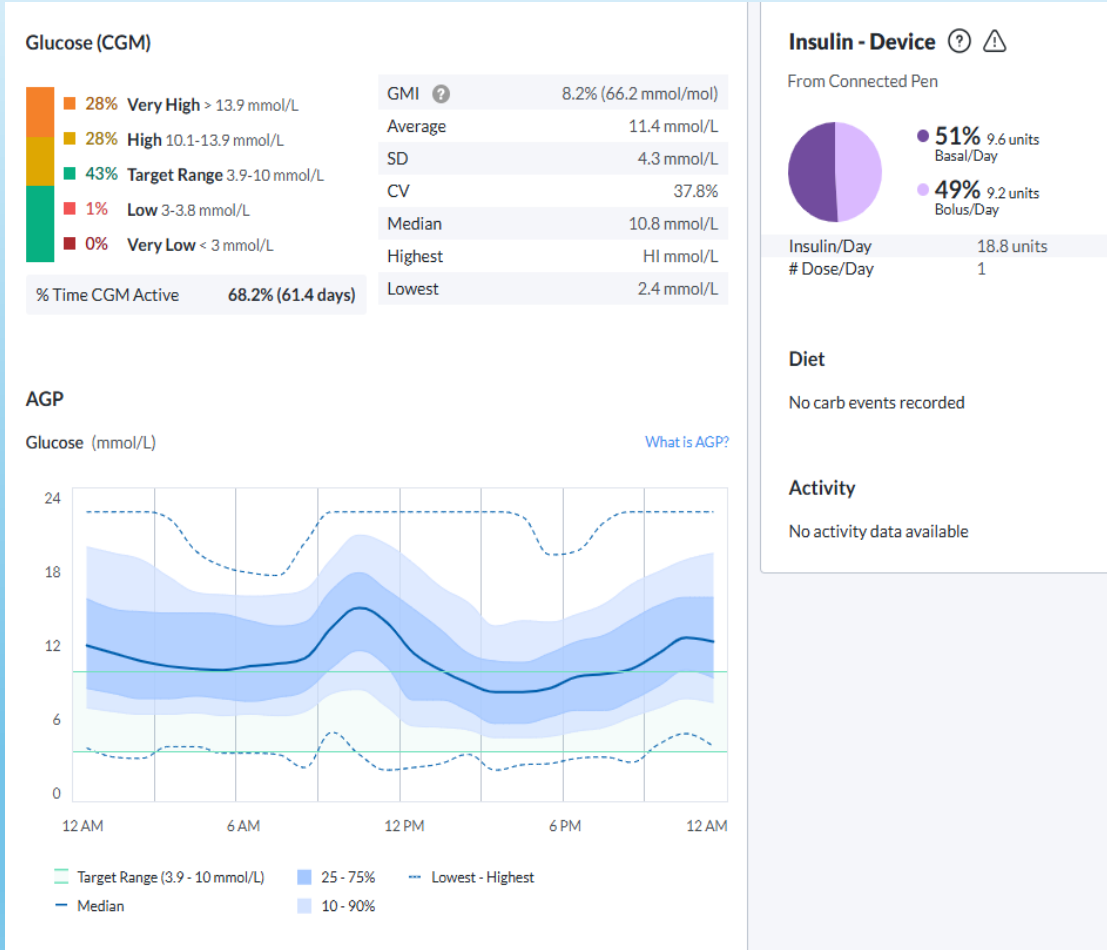 Glucose (CGM)
28% Very High > 13.9 mmol/L
28% High 10.1-13.9 mmol/L
43% Target Range 3.9-10 mmol/L
1% Low 3-3.8 mmol/L
0% Very Low < 3 mmol/L
% Time CGM Active 68.2% (61.4 days)
GMI ? 8.2% (66.2 mmol/mol)
Average 11.4 mmol/L
SD 4.3 mmol/L
CV 37.8%
Median 10.8 mmol/L
Highest HI mmol/L
Lowest 2.4 mmol/L
AGP
Glucose (mmol/L) What is AGP?
24
18
12
6
0
12 AM 6 AM 12 PM 6 PM 12 AM
Target Range (3.9 - 10 mmol/L) 25 - 75% Lowest - Highest
Median 10 - 90%
Insulin - Device ?
From Connected Pen
51% 9.6 units
Basal/Day
49% 9.2 units
Bolus/Day
Insulin/Day 18.8 units
# Dose/Day 1
Diet
No carb events recorded
Activity
No activity data available